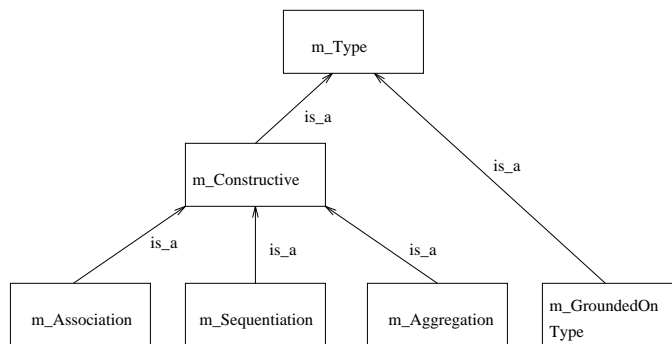 m_Type
is_a
is_a
m_Constructive
is_a
is_a
is_a
m_Association
m_Sequentiation
m_Aggregation
m_GroundedOn
Type